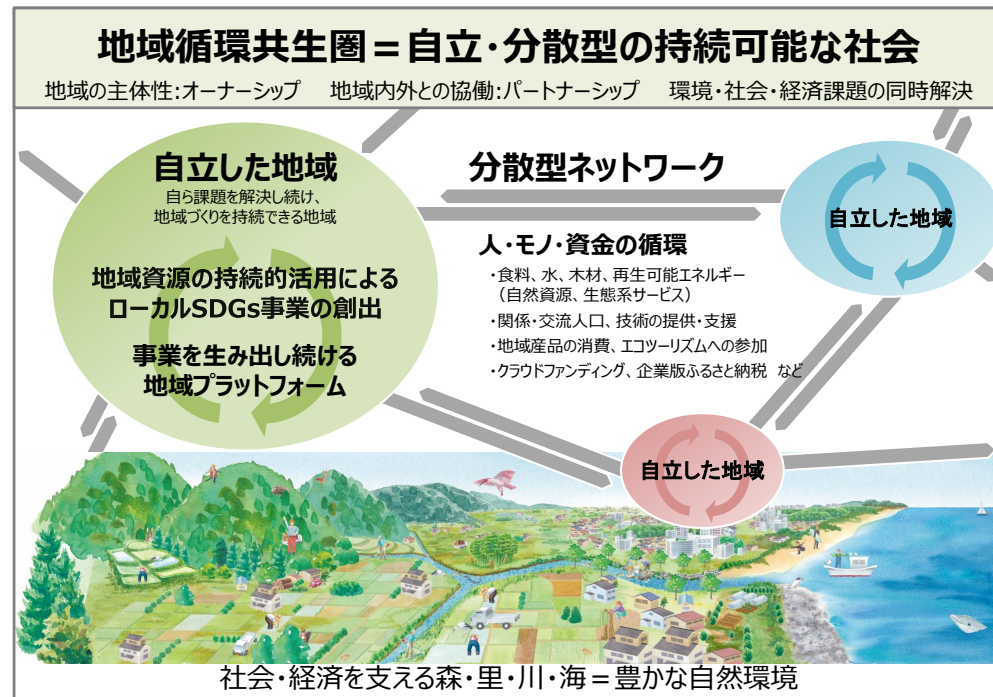 地域循環共生圏＝自立・分散型の持続可能な社会
地域の主体性:オーナーシップ　地域内外との協働:パートナーシップ　環境・社会・経済課題の同時解決
自立した地域
自ら課題を解決し続け、
地域づくりを持続できる地域
地域資源の持続的活用による
ローカルSDGs事業の創出
事業を生み出し続ける
地域プラットフォーム
分散型ネットワーク
人・モノ・資金の循環
・食料、水、木材、再生可能エネルギー
（自然資源、生態系サービス）
・関係・交流人口、技術の提供・支援
・地域産品の消費、エコツーリズムへの参加
・クラウドファンディング、企業版ふるさと納税 など
自立した地域
自立した地域
社会・経済を支える森・里・川・海＝豊かな自然環境